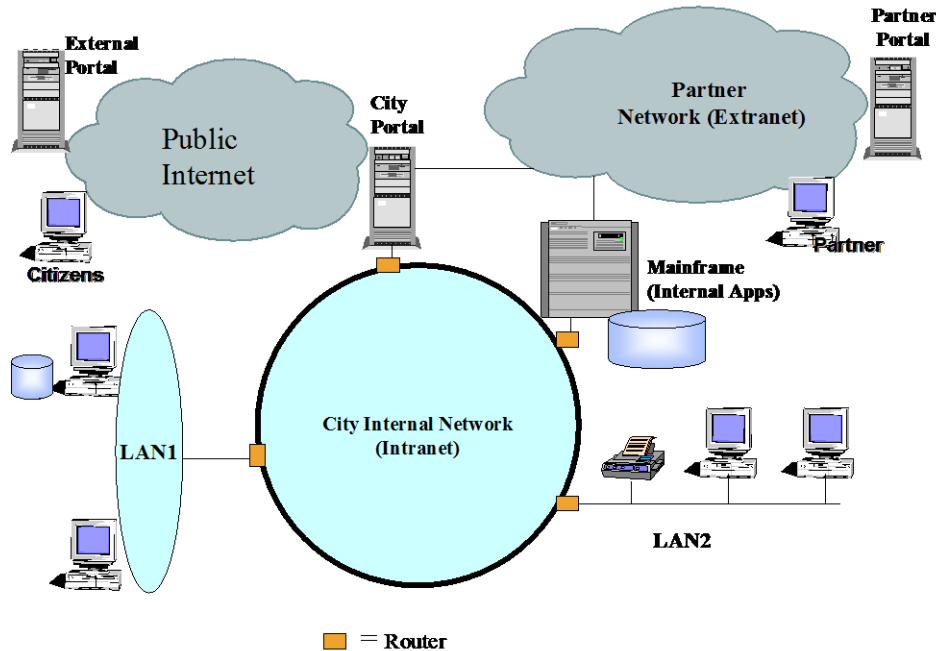 External
Portal
Public
Internet
City
Portal
Partner
Network (Extranet)
Partner
Portal
Citizens
Partner
Mainframe
(Internal Apps)
City Internal Network
(Intranet)
LAN1
LAN2
= Router